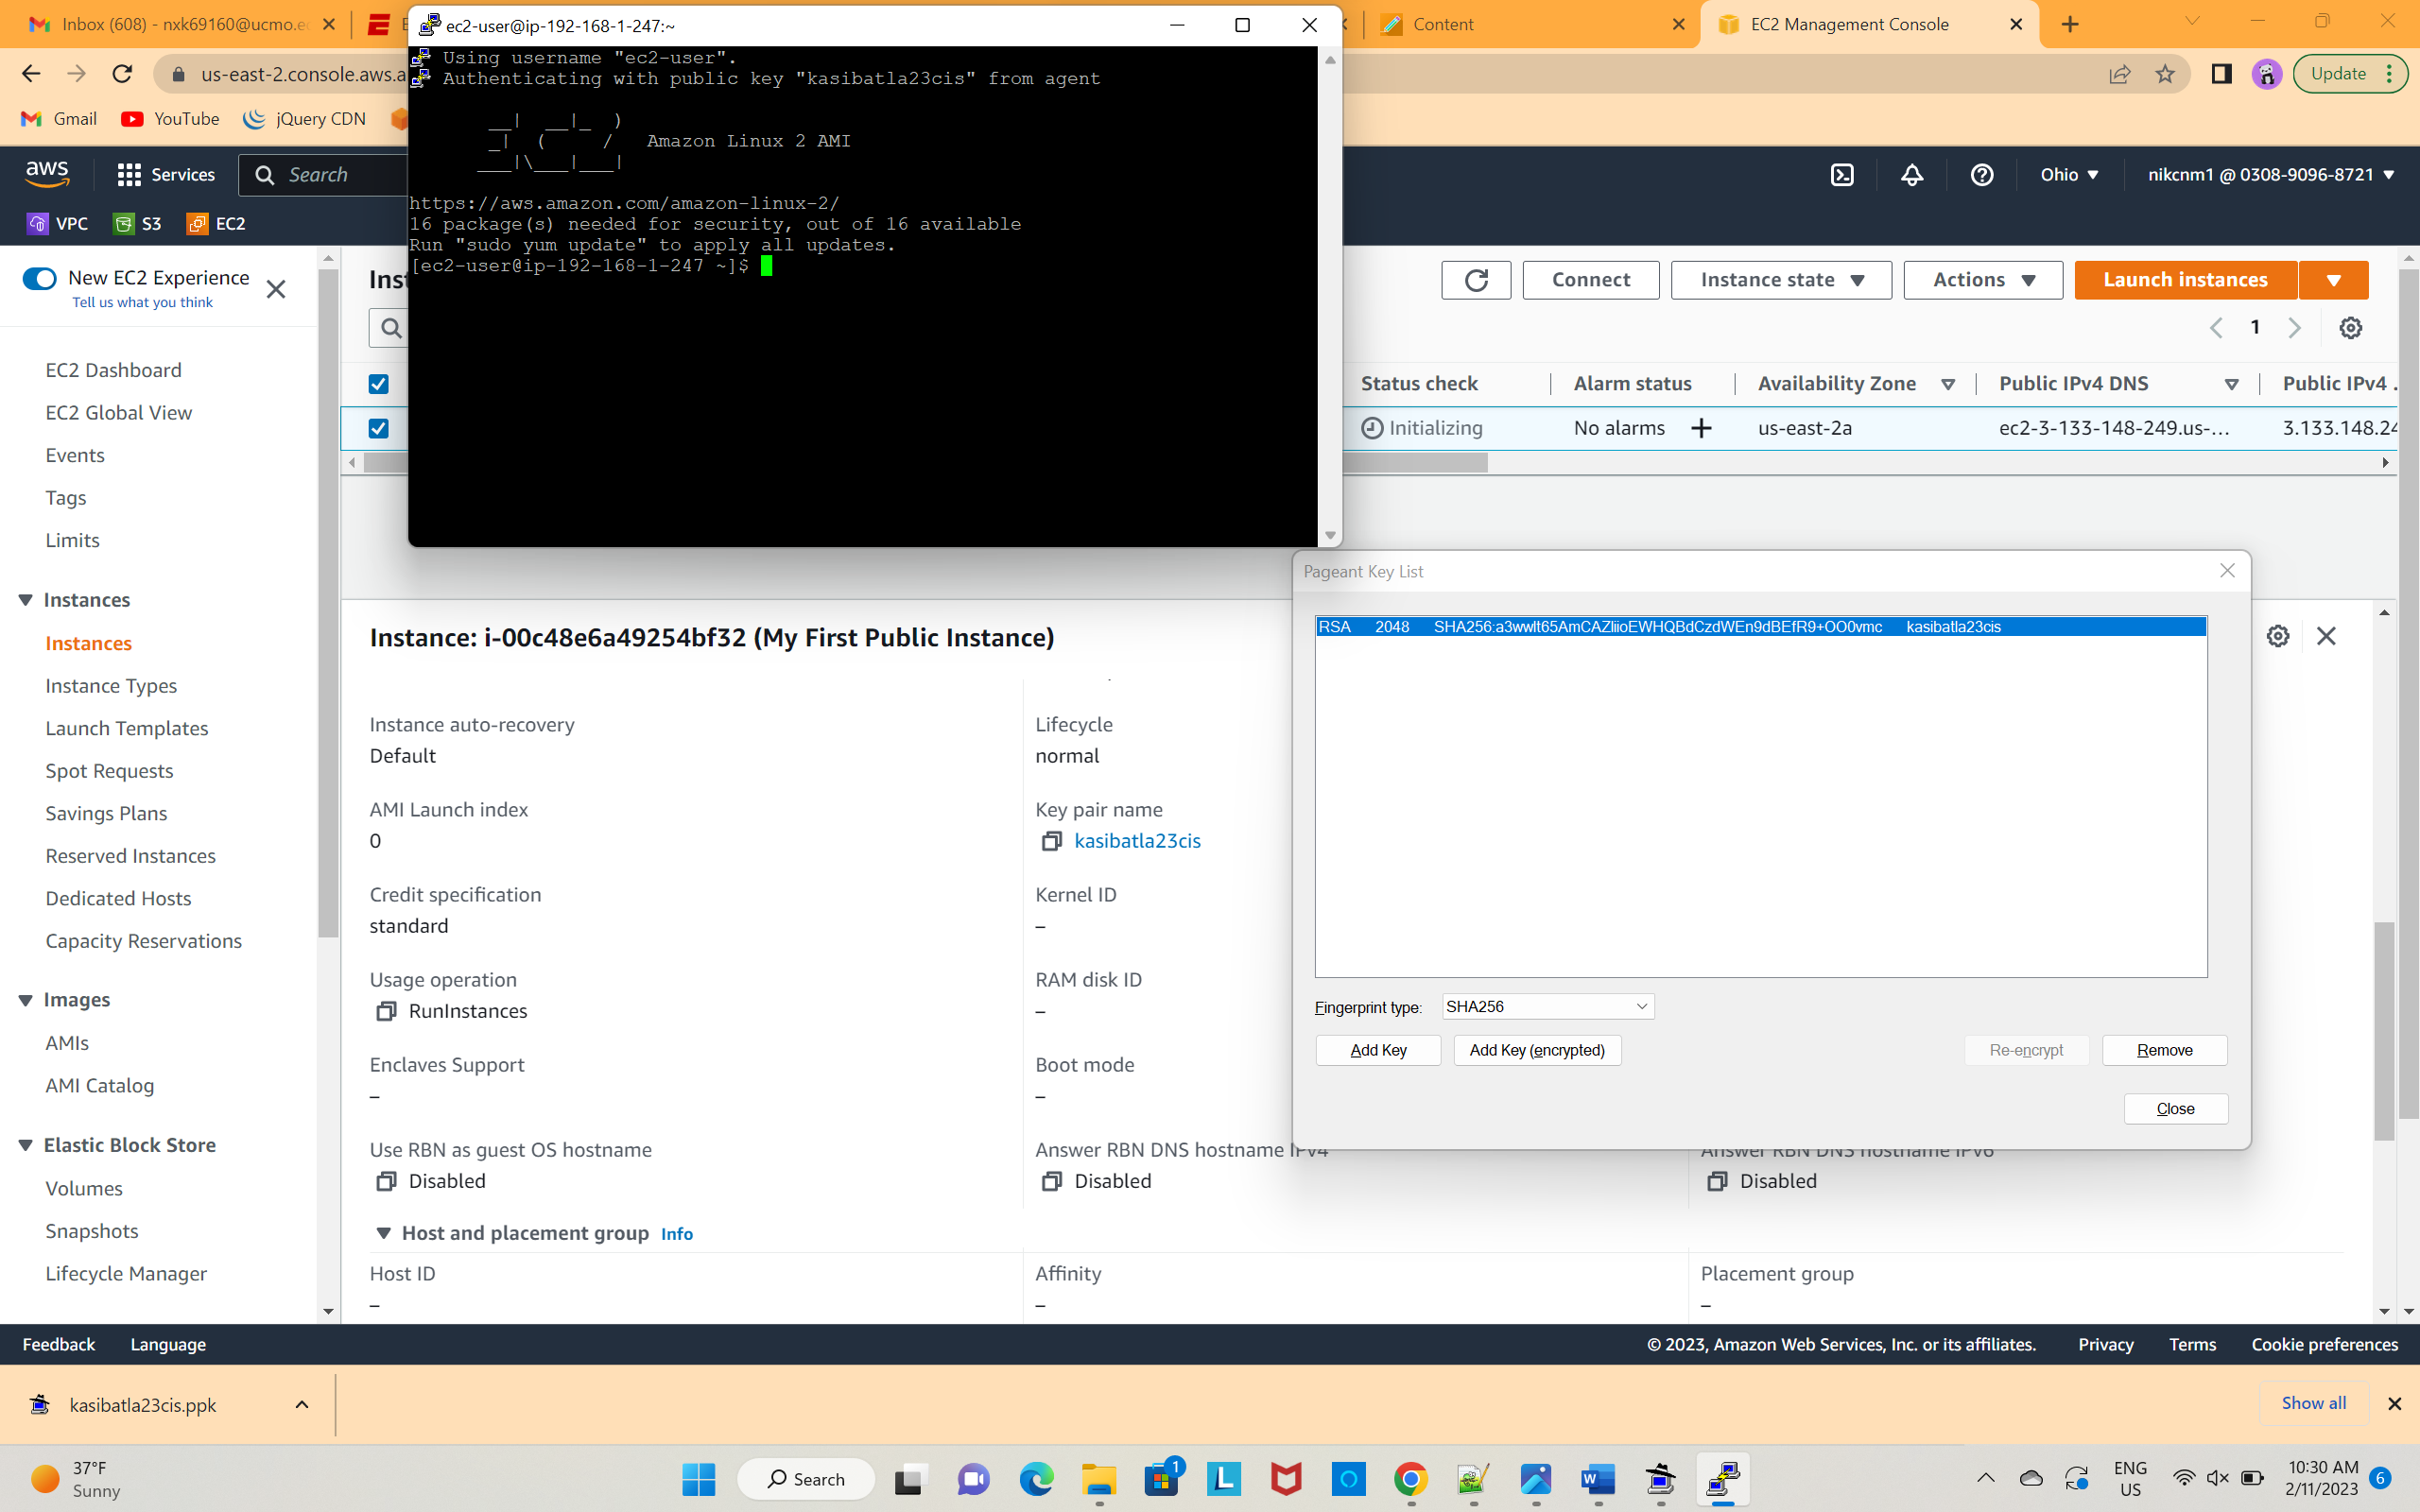 Inbox (608) - nxk69160@ucmo.e
Content
EC2 Management Console
us-east-2.console.aws.a
Update
Gmail
YouTube
jQuery CDN
aws
Services
Search
Ohio
nikcnm1 @ 0308-9096-8721
VPC
S3
EC2
ec2-user@ip-192-168-1-247:~
Using username "ec2-user".
Authenticating with public key "kasibatla23cis" from agent
__|  __|_  )
_|  (     /   Amazon Linux 2 AMI
___|\___|___|
https://aws.amazon.com/amazon-linux-2/
16 package(s) needed for security, out of 16 available
Run "sudo yum update" to apply all updates.
[ec2-user@ip-192-168-1-247 ~]$
New EC2 Experience
Tell us what you think
EC2 Dashboard
EC2 Global View
Events
Tags
Limits
Instances
Instances
Instance Types
Launch Templates
Spot Requests
Savings Plans
Reserved Instances
Dedicated Hosts
Capacity Reservations
Images
AMIs
AMI Catalog
Elastic Block Store
Volumes
Snapshots
Lifecycle Manager
Connect
Instance state
Actions
Launch instances
1
Status check
Alarm status
Availability Zone
Public IPv4 DNS
Public IPv4 .
Initializing
No alarms
us-east-2a
ec2-3-133-148-249.us-...
3.133.148.24
Instance: i-00c48e6a49254bf32 (My First Public Instance)
Instance auto-recovery
Default
Lifecycle
normal
AMI Launch index
0
Key pair name
kasibatla23cis
Credit specification
standard
Kernel ID
–
Usage operation
RunInstances
RAM disk ID
–
Enclaves Support
–
Boot mode
–
Use RBN as guest OS hostname
Disabled
Answer RBN DNS hostname IPv4
Disabled
Answer RBN DNS hostname IPv6
Disabled
Host and placement group Info
Host ID
–
Affinity
–
Placement group
–
Pageant Key List
RSA 2048 SHA256:a3wwlt65AmCAZliioEWHQBdCzdWEn9dBEfR9+OO0vmc kasibatla23cis
Fingerprint type: SHA256
Add Key
Add Key (encrypted)
Re-encrypt
Remove
Close
Feedback
Language
© 2023, Amazon Web Services, Inc. or its affiliates.
Privacy
Terms
Cookie preferences
kasibatla23cis.ppk
Show all
37°F
Sunny
Search
1
ENG
US
10:30 AM
2/11/2023
6